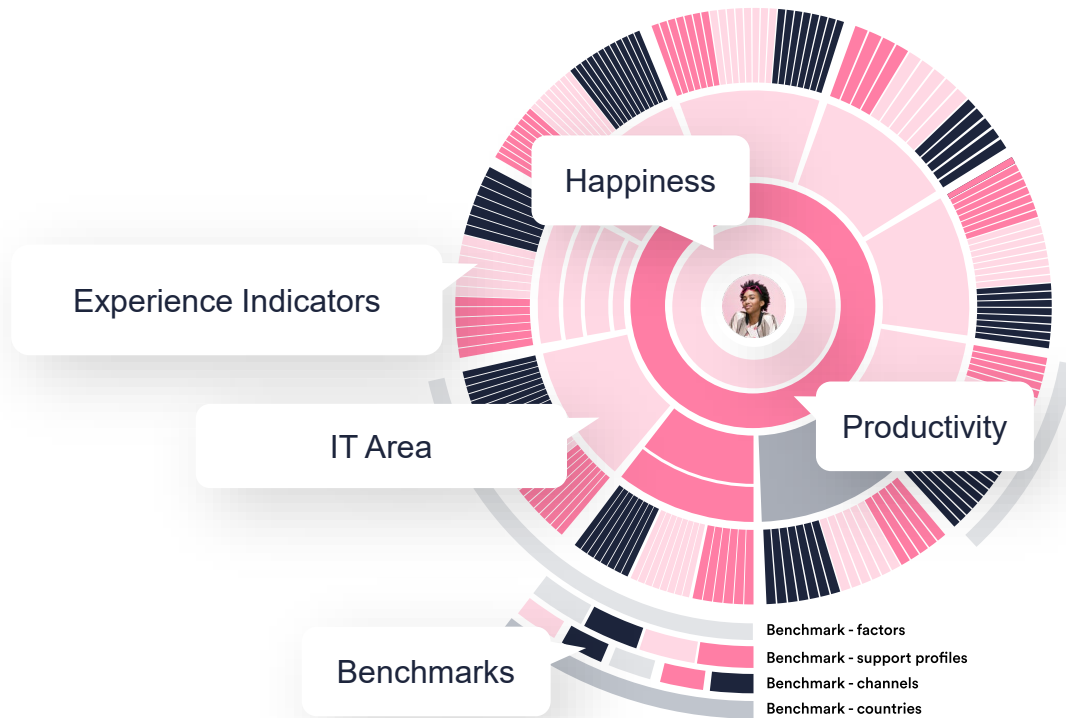 Happiness
Experience Indicators
Productivity
IT Area
Benchmarks
Benchmark - factors
Benchmark - support profiles
Benchmark - channels
Benchmark - countries